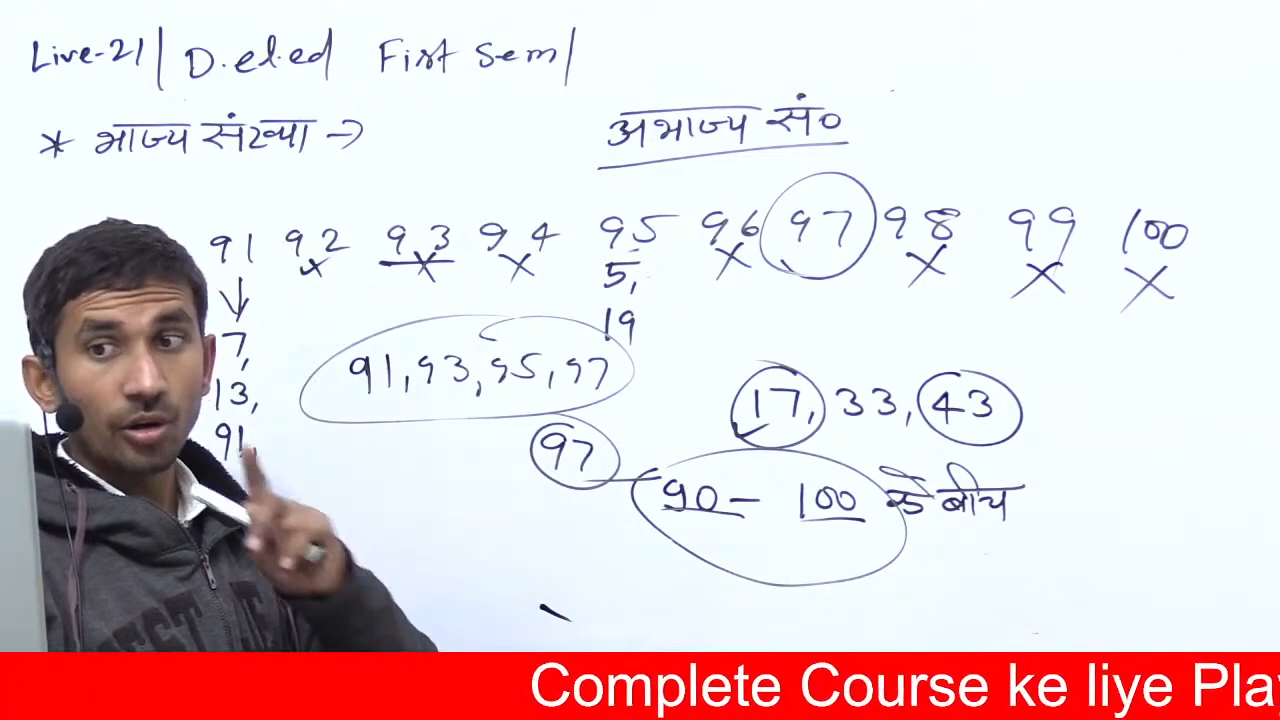 Live-21 | D.el.ed First Sem /
* भाज्य संख्या →
अभाज्य सं०
91 92 93 94 95 96 97 98 99 100
5,
19
7,
13,
91,
91, 93, 95, 97
17, 33, 43
97
90 - 100 के बीच
Complete Course ke liye Pla